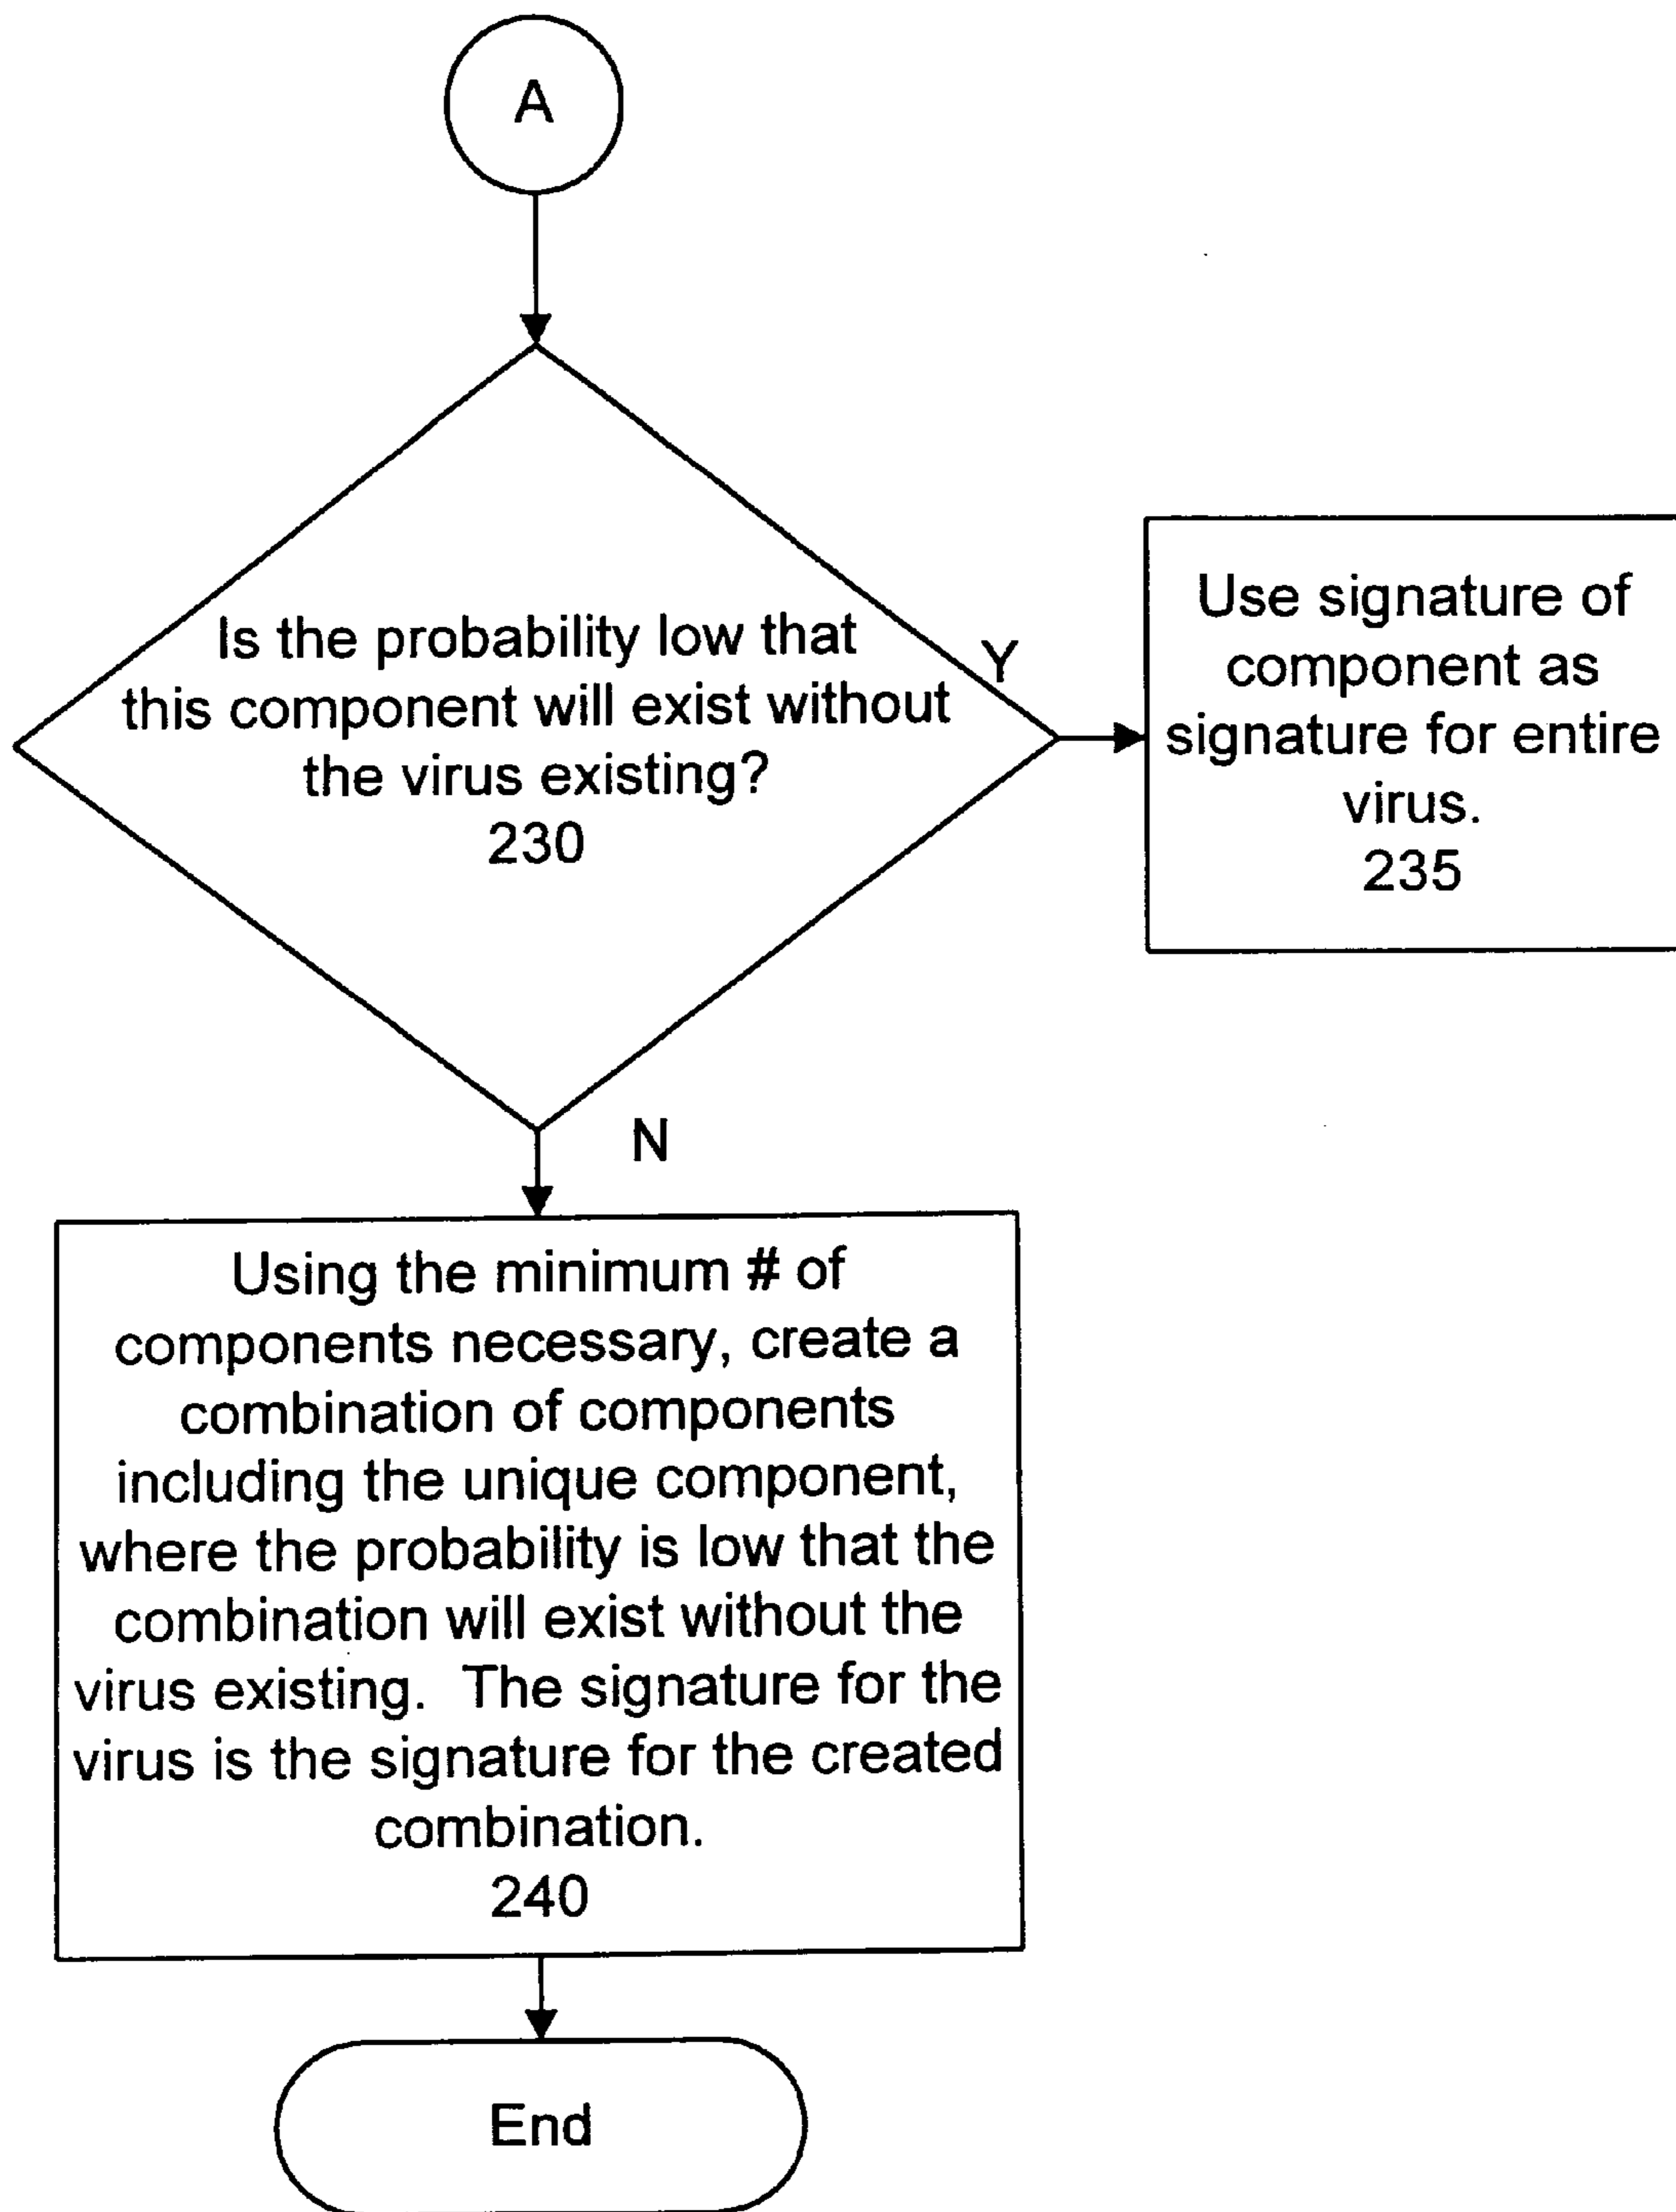 A
Is the probability low that
this component will exist without
the virus existing?
230
Y
Use signature of
component as
signature for entire
virus.
235
N
Using the minimum # of
components necessary, create a
combination of components
including the unique component,
where the probability is low that the
combination will exist without the
virus existing.  The signature for the
virus is the signature for the created
combination.
240
End